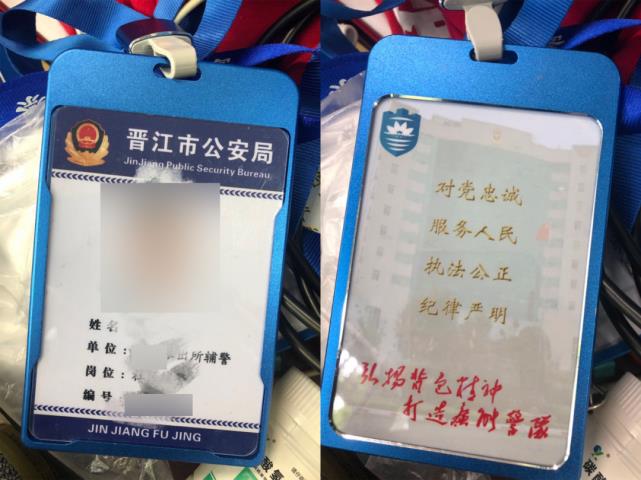 晋江市公安局
JinJiang Public Security Bureau
姓名
单位： 出所辅警
岗位：
编号
JIN JIANG FU JING
对党忠诚
服务人民
执法公正
纪律严明
弘扬背包精神
打造
警队